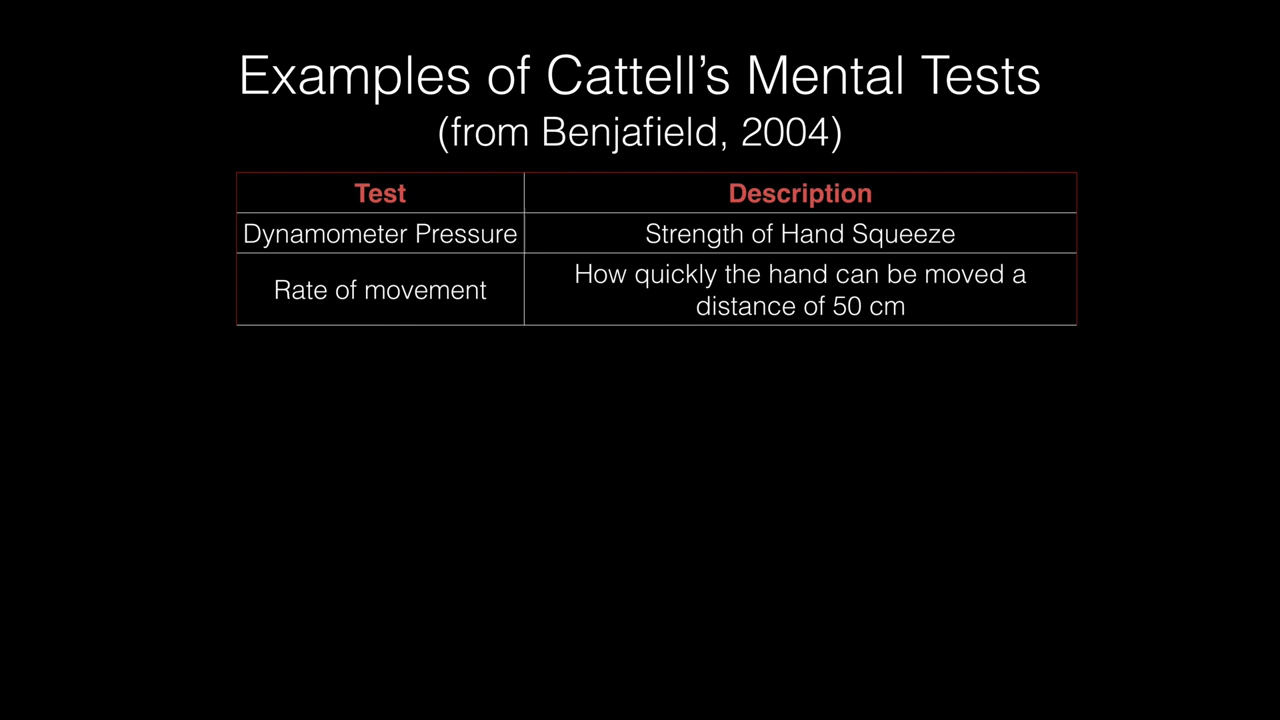 Examples of Cattell’s Mental Tests
(from Benjafield, 2004)
Test
Description
Dynamometer Pressure
Strength of Hand Squeeze
Rate of movement
How quickly the hand can be moved a
distance of 50 cm